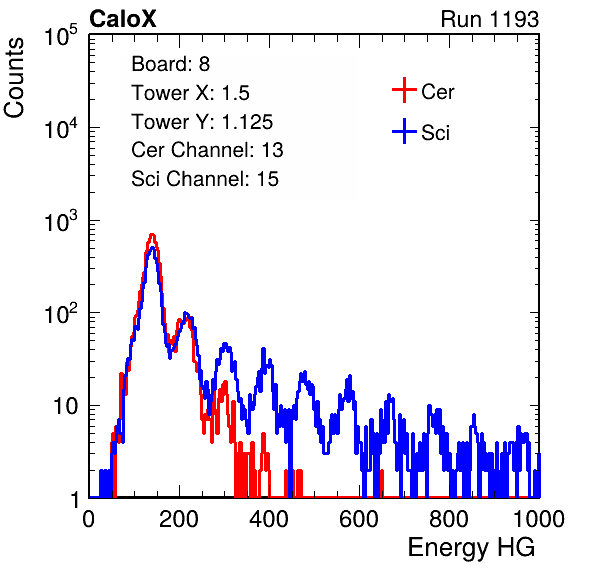 CaloX Run 1193
Counts
10^5
10^4
10^3
10^2
10
1
Board: 8
Tower X: 1.5
Tower Y: 1.125
Cer Channel: 13
Sci Channel: 15
Cer
Sci
0 200 400 600 800 1000
Energy HG